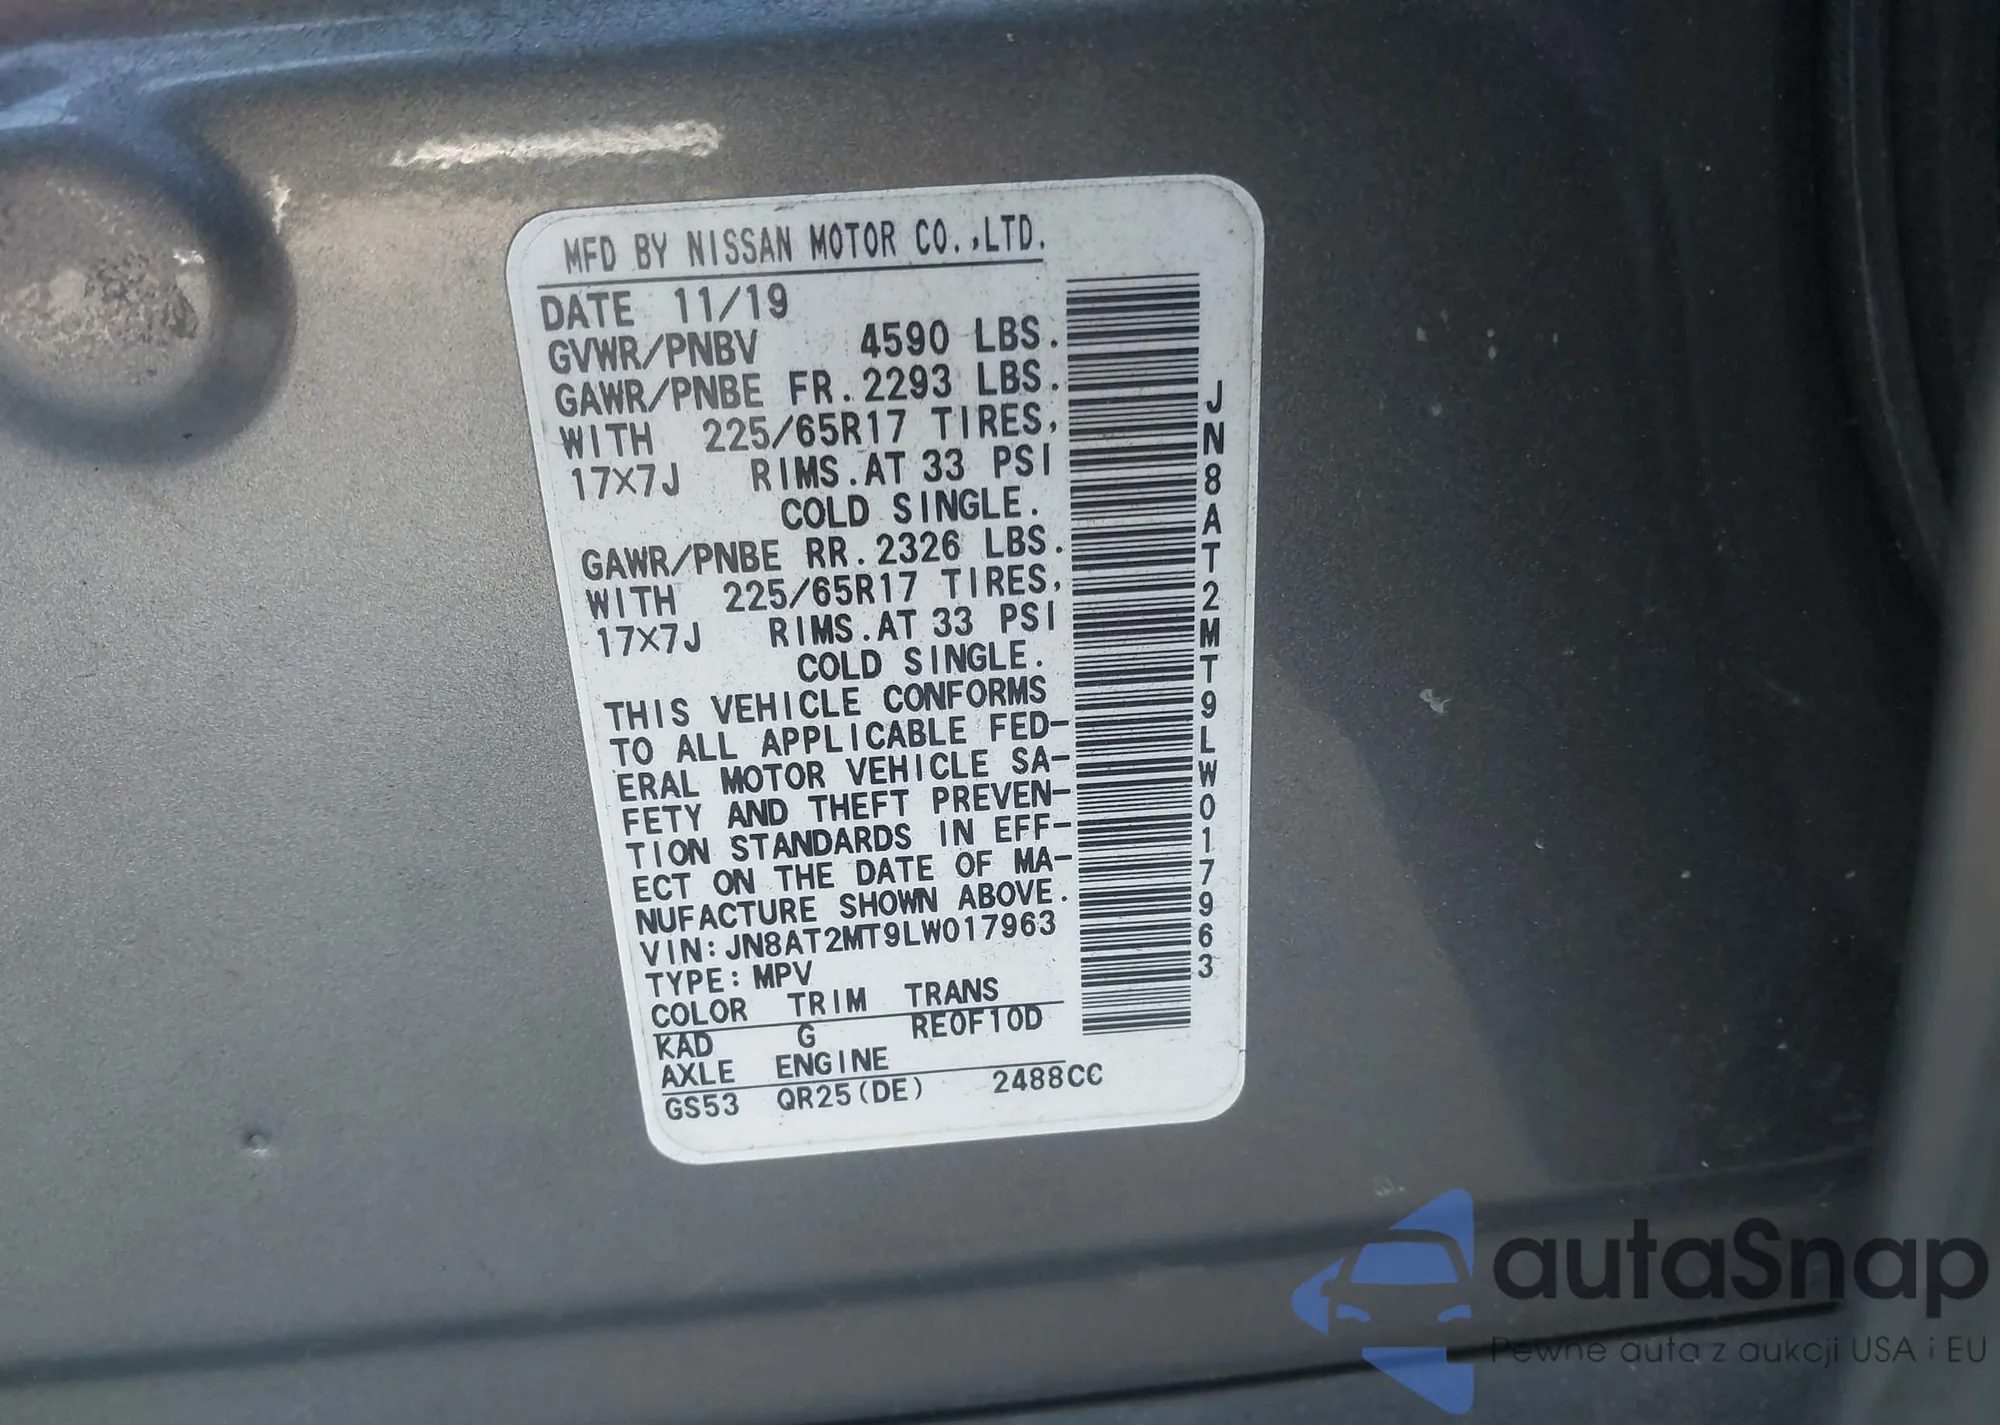 MFD BY NISSAN MOTOR CO.,LTD.
DATE 11/19
GVWR/PNBV 4590 LBS.
GAWR/PNBE FR.2293 LBS.
WITH 225/65R17 TIRES,
17X7J RIMS.AT 33 PSI
COLD SINGLE.
GAWR/PNBE RR.2326 LBS.
WITH 225/65R17 TIRES,
17X7J RIMS.AT 33 PSI
COLD SINGLE.
THIS VEHICLE CONFORMS
TO ALL APPLICABLE FED-
ERAL MOTOR VEHICLE SA-
FETY AND THEFT PREVEN-
TION STANDARDS IN EFF-
ECT ON THE DATE OF MA-
NUFACTURE SHOWN ABOVE.
VIN:JN8AT2MT9LW017963
TYPE:MPV
COLOR TRIM TRANS
KAD G RE0F10D
AXLE ENGINE
GS53 QR25(DE) 2488CC
JN8AT2MT9LW017963
autaSnap
Pewne auta z aukcji USA i EU